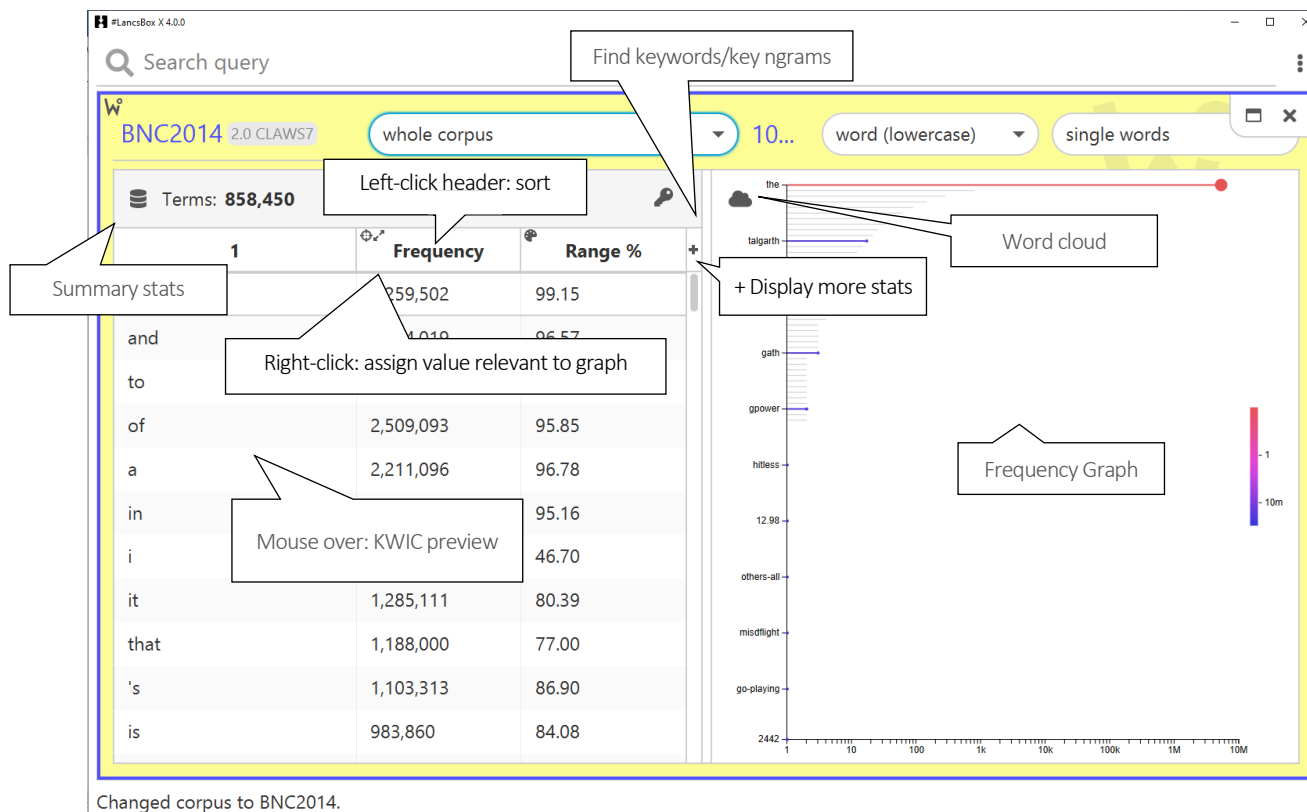 #LancsBox X 4.0.0
Search query
Find keywords/key ngrams
BNC2014 2.0 CLAWS7 whole corpus 10... word (lowercase) single words
Terms: 858,450
Left-click header: sort
Word cloud
1 Frequency Range % +
Summary stats
+ Display more stats
259,502 99.15
and 96.57
Right-click: assign value relevant to graph
to
of 2,509,093 95.85
a 2,211,096 96.78
in 95.16
Mouse over: KWIC preview
i 46.70
it 1,285,111 80.39
that 1,188,000 77.00
's 1,103,313 86.90
is 983,860 84.08
the
talgarth
gath
gpower
hitless
12.98
others-all
misdflight
go-playing
2442
1 10 100 1k 10k 100k 1M 10M
Frequency Graph
1
10m
Changed corpus to BNC2014.